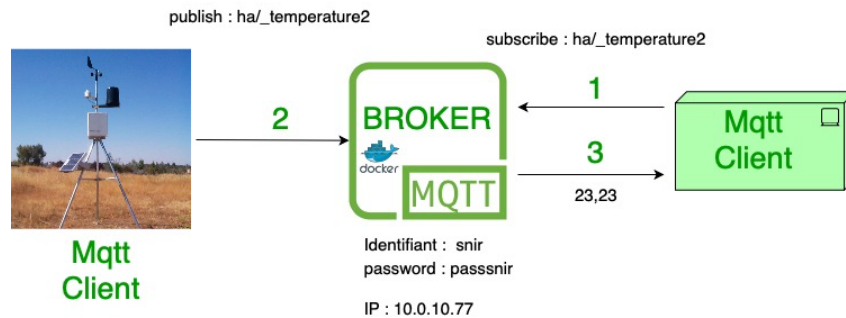 publish : ha/_temperature2
subscribe : ha/_temperature2
2
BROKER
docker
MQTT
1
3
23,23
Mqtt
Client
Mqtt
Client
Identifiant : snir
password : passsnir
IP : 10.0.10.77